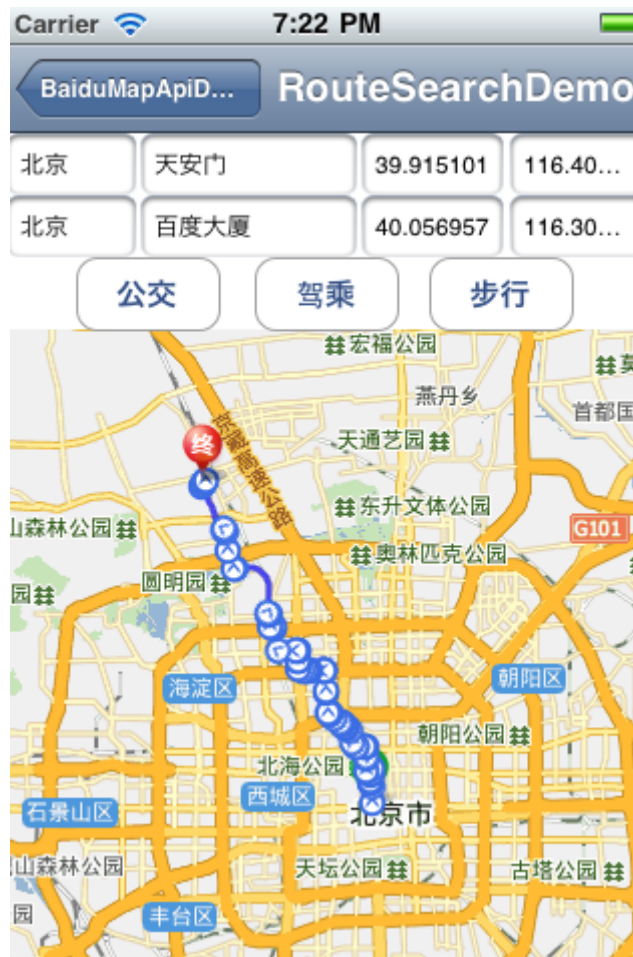 Carrier 7:22 PM
BaiduMapApiD... RouteSearchDemo
北京 天安门 39.915101 116.40...
北京 百度大厦 40.056957 116.30...
公交 驾乘 步行
宏福公园
燕丹乡
首都国
终
天通艺园
京藏高速公路
东升文体公园
山森林公园
G101
奥林匹克公园
圆明园
园
海淀区
朝阳区
朝阳公园
北海公园
西城区
石景山区
北京市
山森林公园
天坛公园
古塔公园
园
丰台区